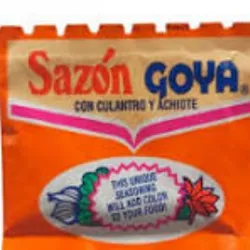 Sazón GOYA®
CON CULANTRO Y ACHIOTE
THIS UNIQUE
SEASONING
WILL ADD COLOR
TO YOUR FOOD!